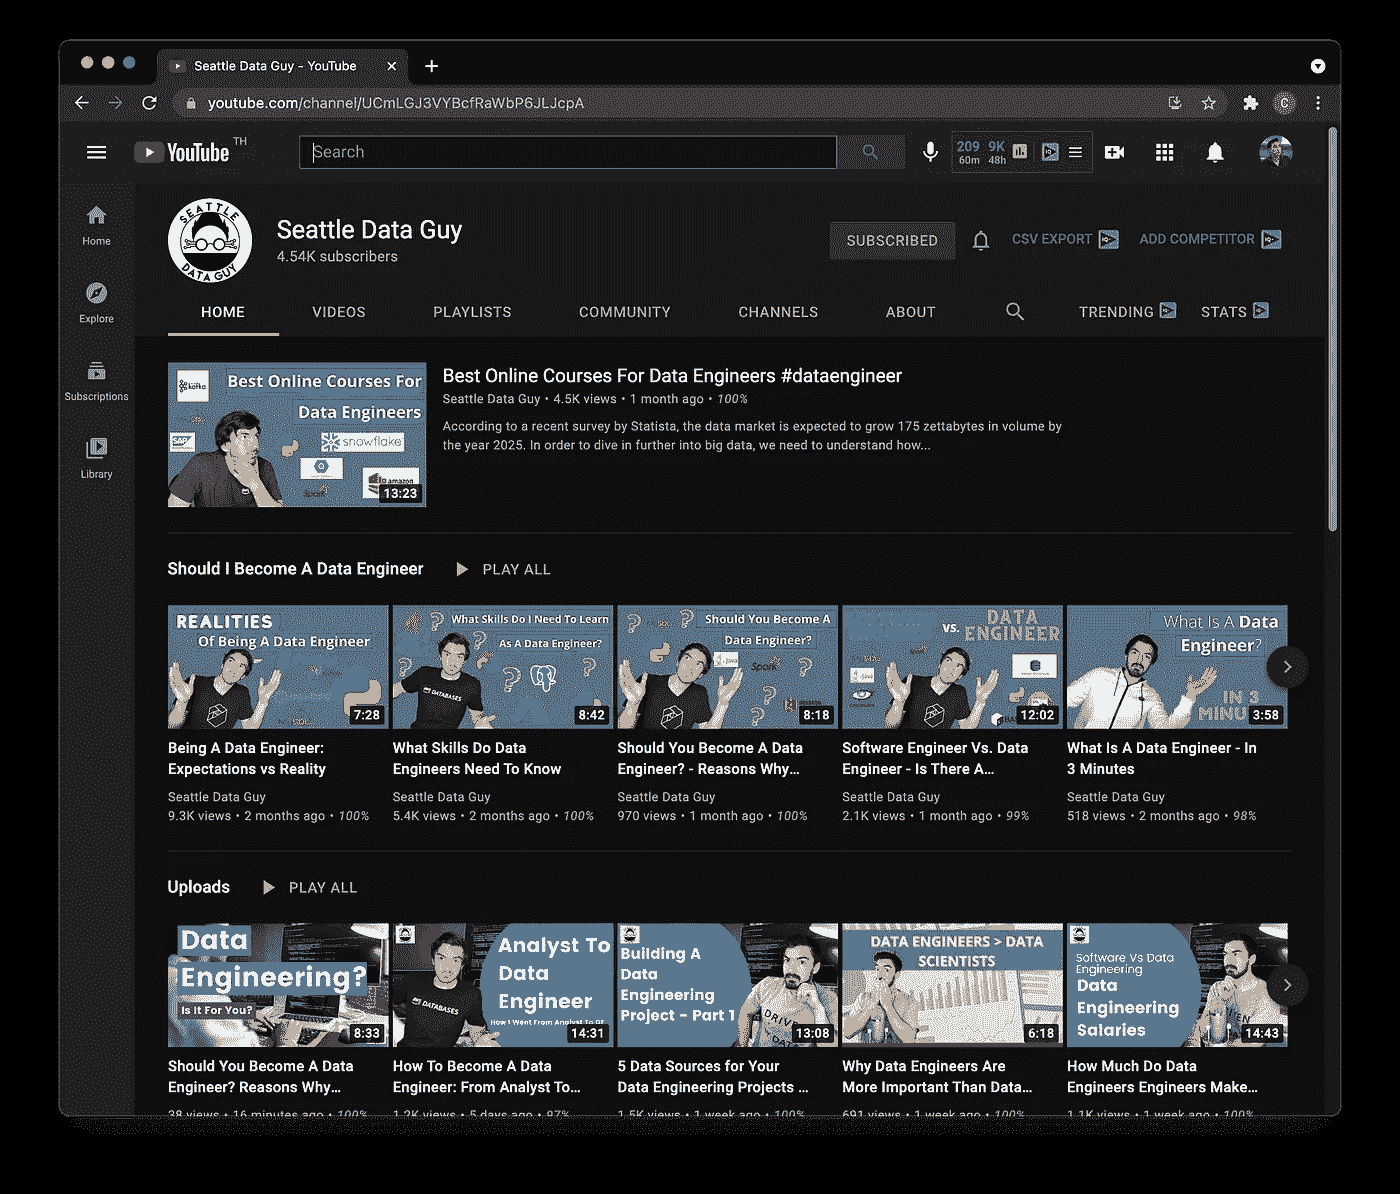 Seattle Data Guy - YouTube
youtube.com/channel/UCmLGJ3VYBcfRaWbP6JLJcpA
C
YouTube TH
Search
209 9K
60m 48h
Home
Explore
Subscriptions
Library
SEATTLE
DATA GUY
Seattle Data Guy
4.54K subscribers
SUBSCRIBED
CSV EXPORT
ADD COMPETITOR
HOME VIDEOS PLAYLISTS COMMUNITY CHANNELS ABOUT TRENDING STATS
Best Online Courses For
Data Engineers
kafka
SAP
snowflake
Spark
amazon
13:23
Best Online Courses For Data Engineers #dataengineer
Seattle Data Guy • 4.5K views • 1 month ago • 100%
According to a recent survey by Statista, the data market is expected to grow 175 zettabytes in volume by
the year 2025. In order to dive in further into big data, we need to understand how...
Should I Become A Data Engineer
PLAY ALL
REALITIES
Of Being A Data Engineer
7:28
What Skills Do I Need To Learn
As A Data Engineer?
DATABASES
8:42
Should You Become A
Data Engineer?
Java
Spark
8:18
vs. DATA
ENGINEER
12:02
What Is A Data
Engineer?
IN 3
MINU
3:58
Being A Data Engineer:
Expectations vs Reality
Seattle Data Guy
9.3K views • 2 months ago • 100%
What Skills Do Data
Engineers Need To Know
Seattle Data Guy
5.4K views • 2 months ago • 100%
Should You Become A Data
Engineer? - Reasons Why...
Seattle Data Guy
970 views • 1 month ago • 100%
Software Engineer Vs. Data
Engineer - Is There A...
Seattle Data Guy
2.1K views • 1 month ago • 99%
What Is A Data Engineer - In
3 Minutes
Seattle Data Guy
518 views • 2 months ago • 98%
Uploads
PLAY ALL
Data
Engineering?
Is It For You?
8:33
Analyst To
Data
Engineer
How I Went From Analyst To DE
DATABASES
14:31
Building A
Data
Engineering
Project - Part 1
DRIVEN
DATA
13:08
DATA ENGINEERS > DATA
SCIENTISTS
6:18
Software Vs Data
Engineering
Data
Engineering
Salaries
14:43
Should You Become A Data
Engineer? Reasons Why...
38 views • 16 minutes ago • 100%
How To Become A Data
Engineer: From Analyst To...
1.2K views • 5 days ago • 97%
5 Data Sources for Your
Data Engineering Projects ...
1.5K views • 1 week ago • 100%
Why Data Engineers Are
More Important Than Data...
691 views • 1 week ago • 100%
How Much Do Data
Engineers Engineers Make...
1.1K views • 1 week ago • 100%